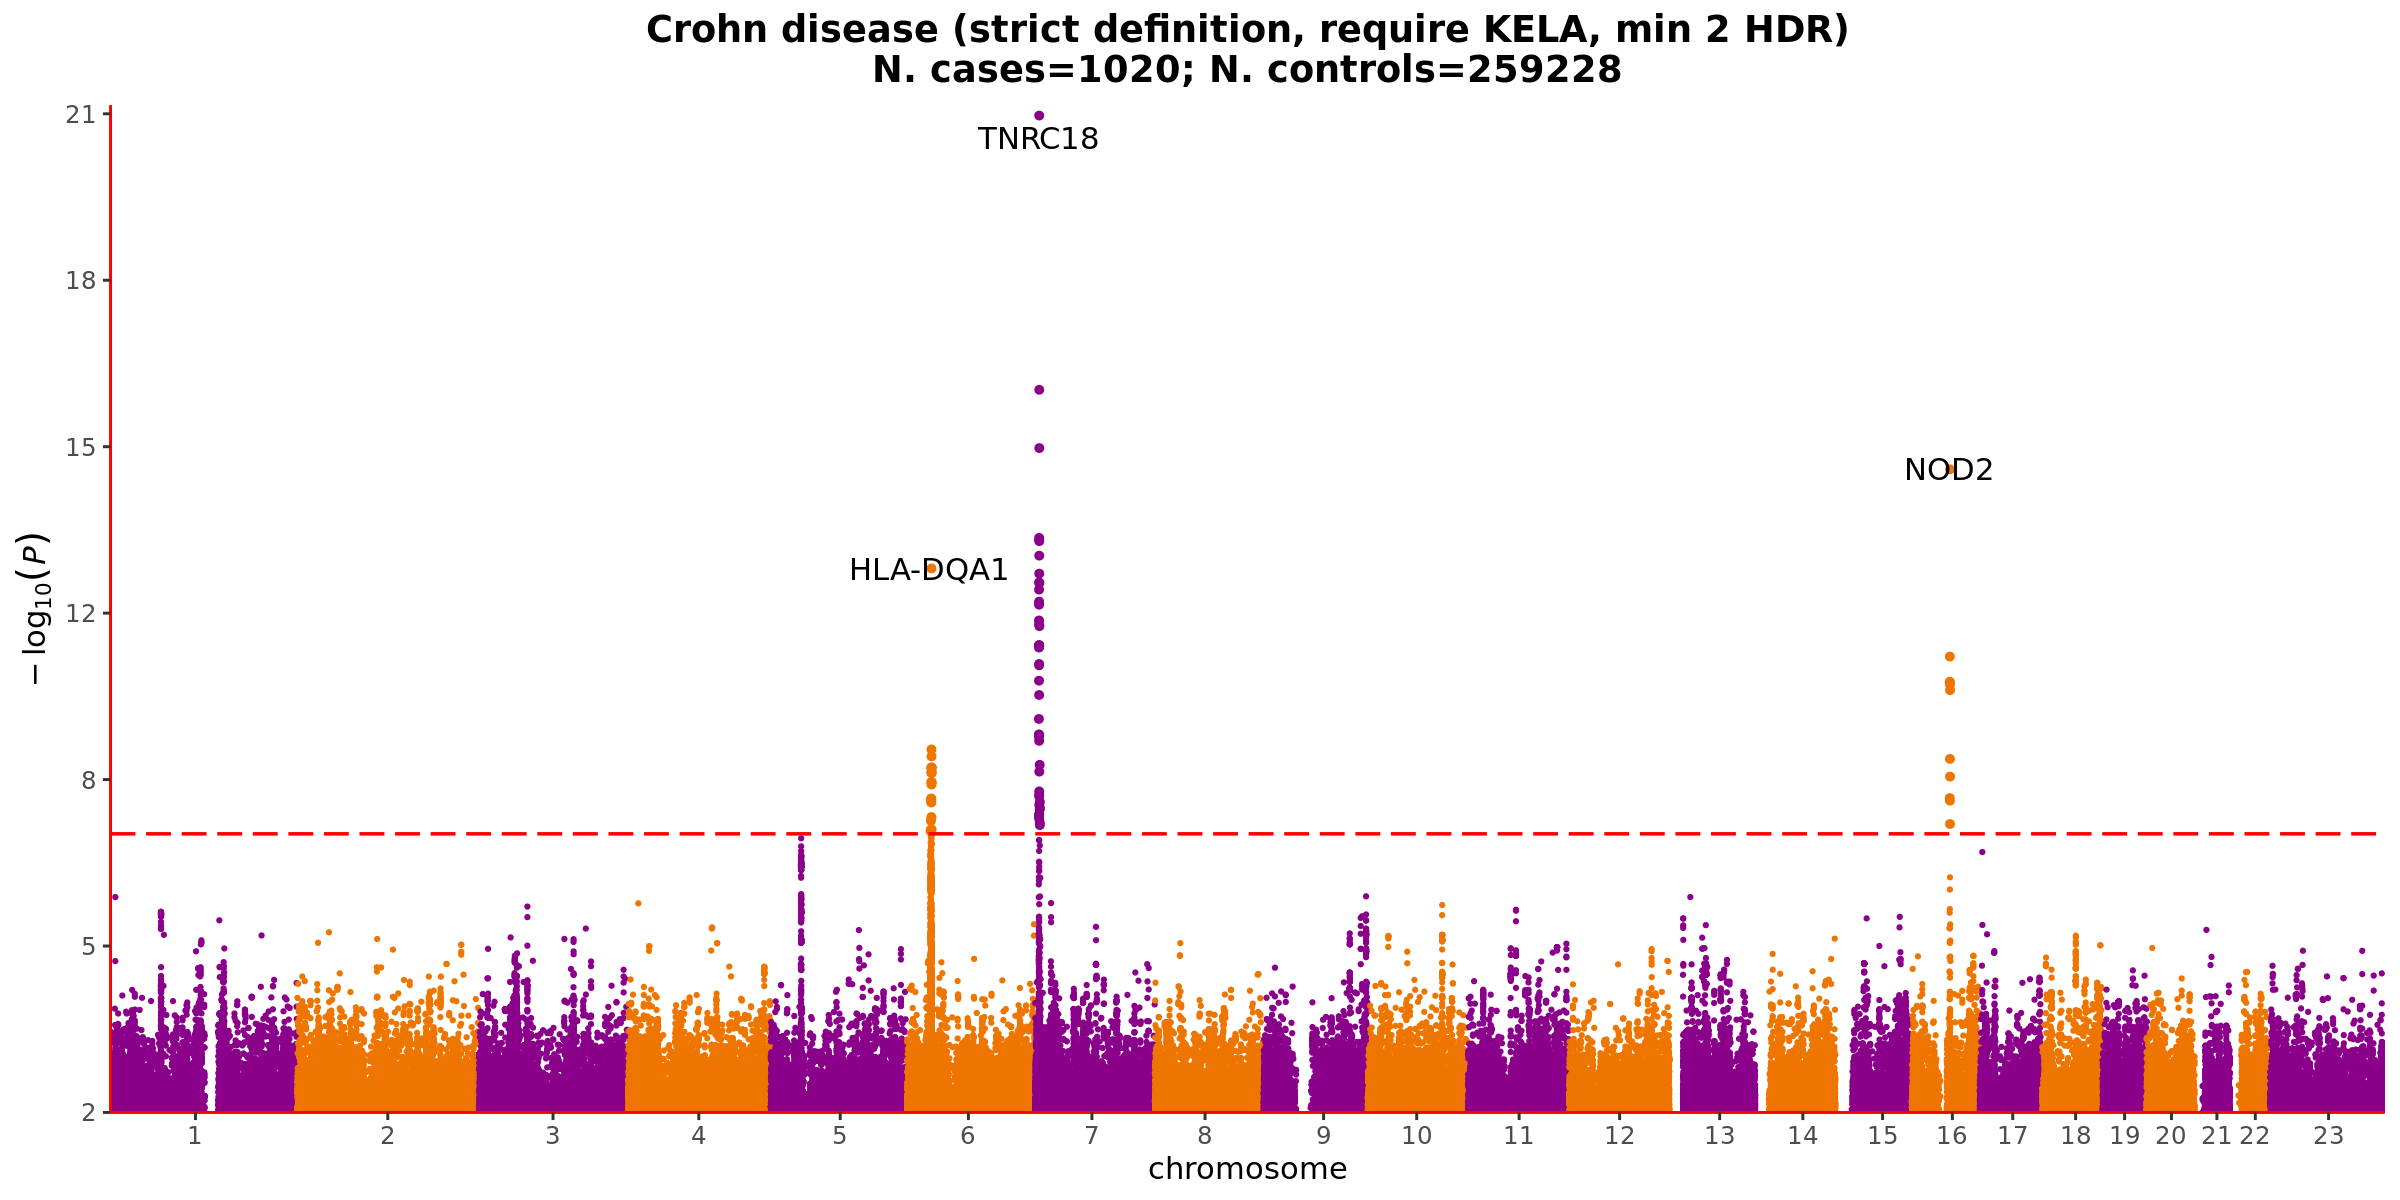 Crohn disease (strict definition, require KELA, min 2 HDR)
N. cases=1020; N. controls=259228
21
TNRC18
18
15
NOD2
HLA-DQA1
12
8
5
2
− log10(P)
1 2 3 4 5 6 7 8 9 10 11 12 13 14 15 16 17 18 19 20 21 22 23
chromosome